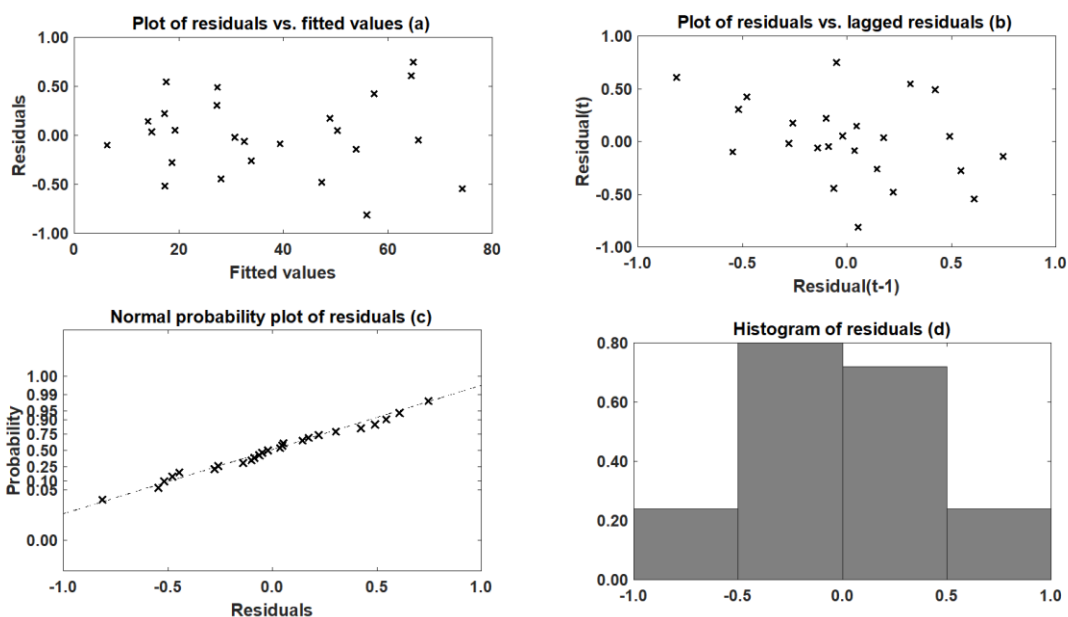 Plot of residuals vs. fitted values (a)
1.00
0.50
0.00
-0.50
-1.00
Residuals
0 20 40 60 80
Fitted values
Plot of residuals vs. lagged residuals (b)
1.00
0.50
0.00
-0.50
-1.00
Residual(t)
-1.0 -0.5 0.0 0.5 1.0
Residual(t-1)
Normal probability plot of residuals (c)
1.00
0.99
0.95
0.90
0.75
0.50
0.25
0.10
0.05
0.00
Probability
-1.0 -0.5 0.0 0.5 1.0
Residuals
Histogram of residuals (d)
0.80
0.60
0.40
0.20
0.00
-1.0 -0.5 0.0 0.5 1.0